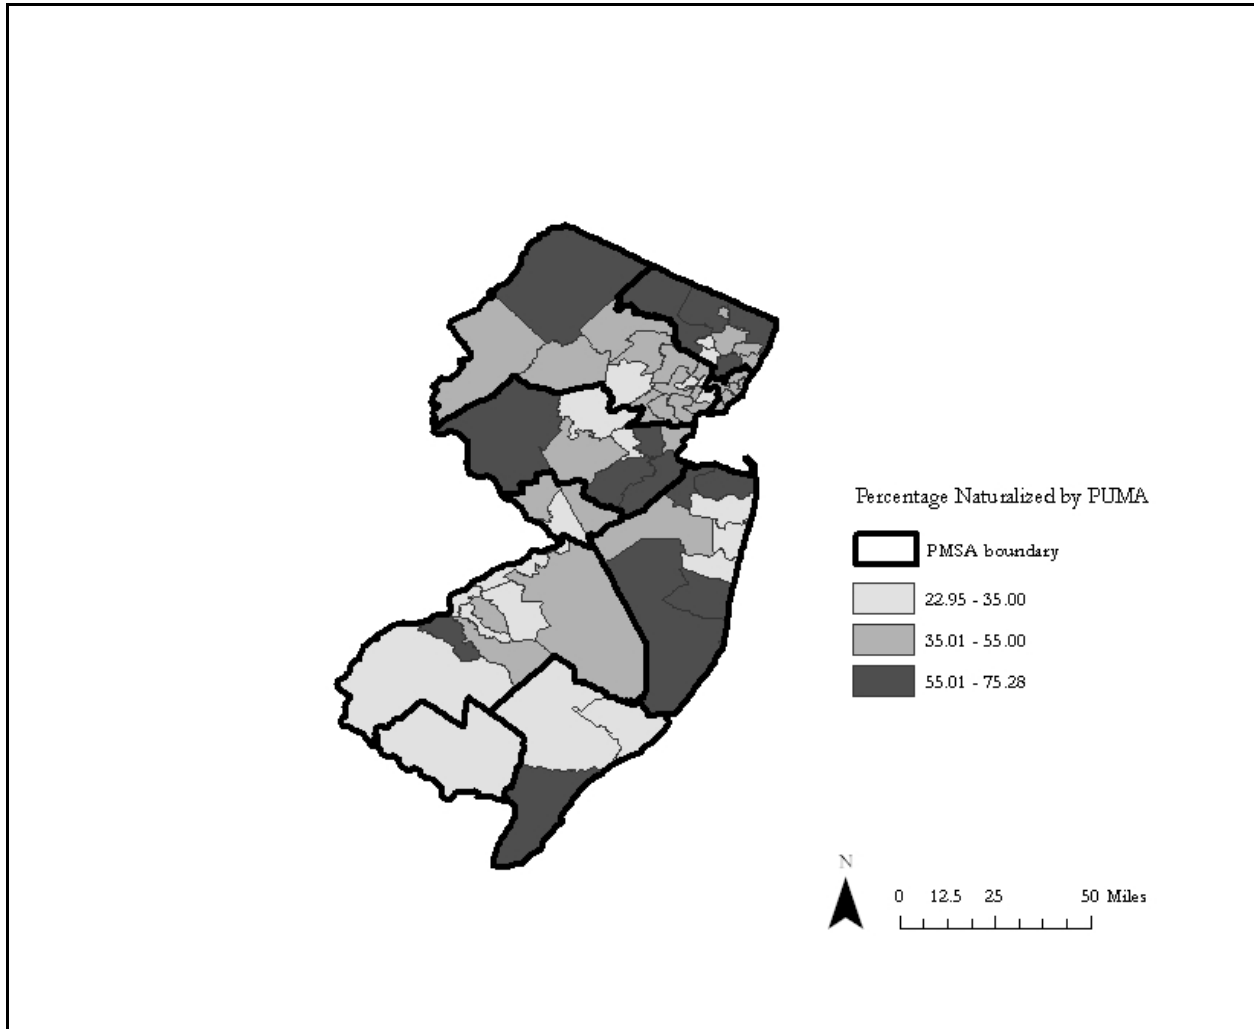 Percentage Naturalized by PUMA
PMSA boundary
22.95 - 35.00
35.01 - 55.00
55.01 - 75.28
N
0 12.5 25 50 Miles